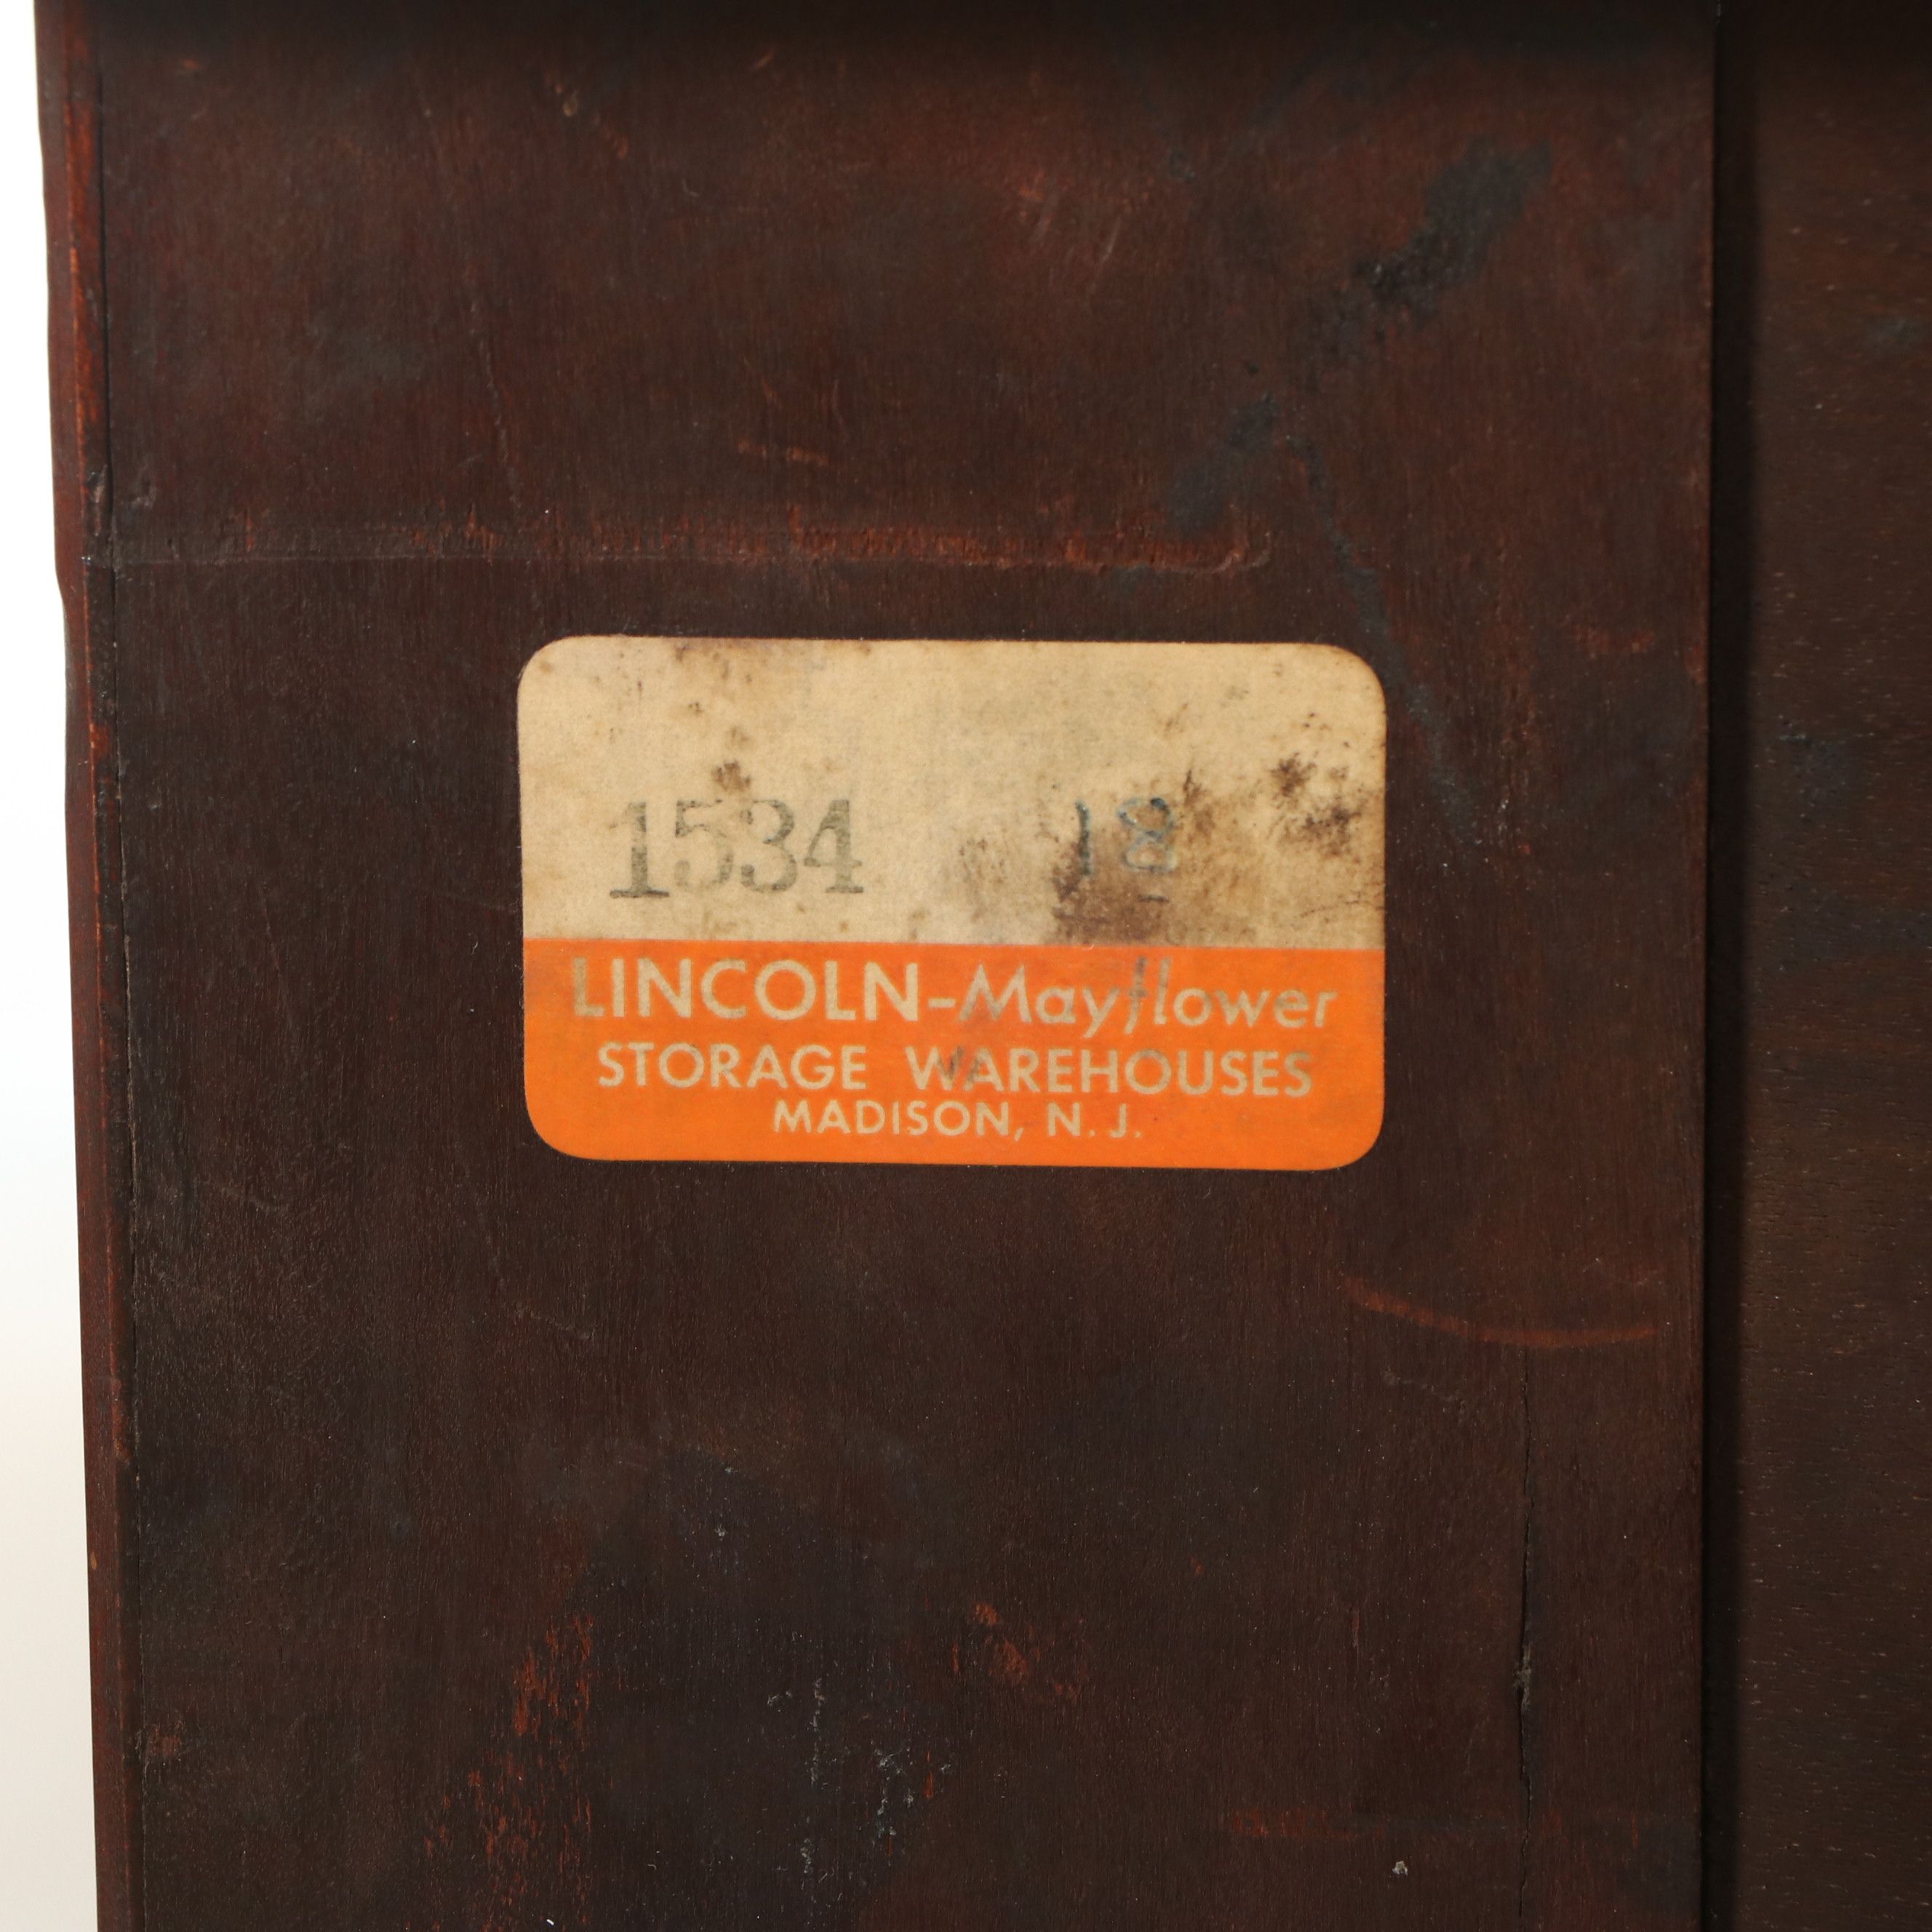 1534 18
LINCOLN-Mayflower
STORAGE WAREHOUSES
MADISON, N. J.